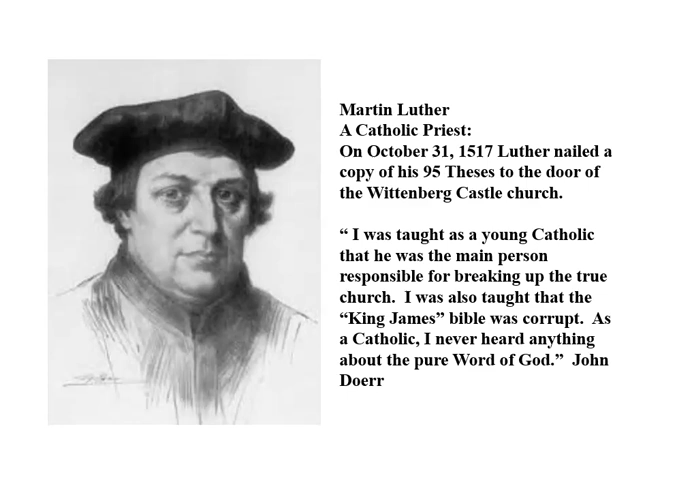 Martin Luther
A Catholic Priest:
On October 31, 1517 Luther nailed a
copy of his 95 Theses to the door of
the Wittenberg Castle church.
“ I was taught as a young Catholic
that he was the main person
responsible for breaking up the true
church.  I was also taught that the
“King James” bible was corrupt.  As
a Catholic, I never heard anything
about the pure Word of God.”  John
Doerr